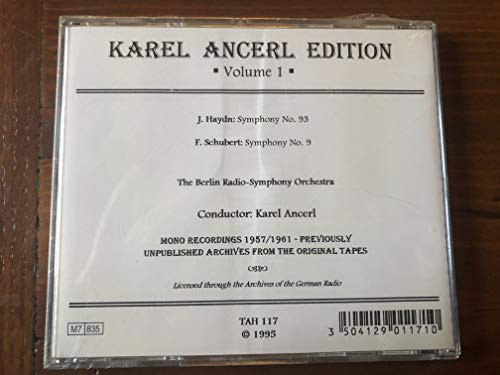 KAREL ANCERL EDITION
▪ Volume 1 ▪
J. Haydn: Symphony No. 93
F. Schubert: Symphony No. 9
The Berlin Radio-Symphony Orchestra
Conductor: Karel Ancerl
MONO RECORDINGS 1957/1961 - PREVIOUSLY
UNPUBLISHED ARCHIVES FROM THE ORIGINAL TAPES
Licensed through the Archives of the German Radio
M7 835
TAH 117
© 1995
3 504129 011710